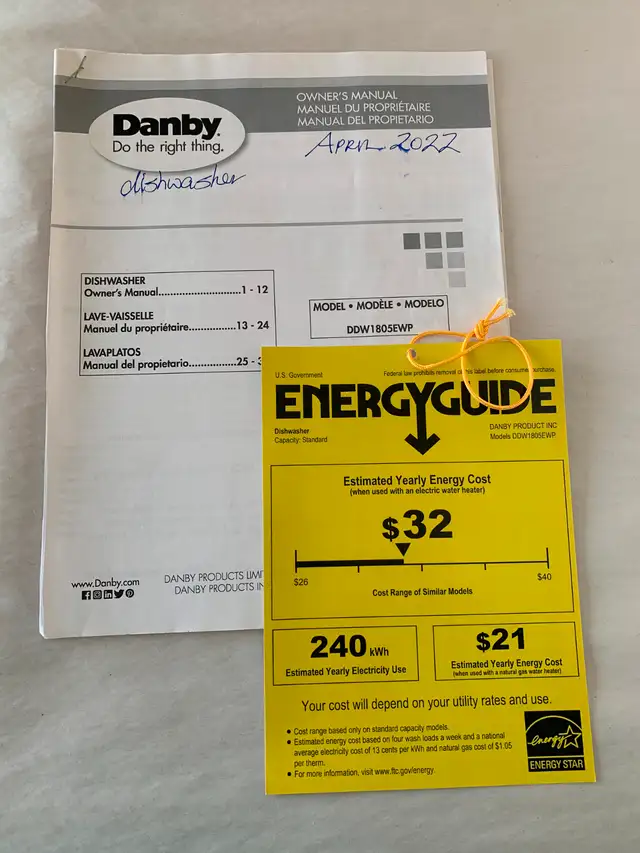 OWNER'S MANUAL
MANUEL DU PROPRIÉTAIRE
MANUAL DEL PROPIETARIO
Danby.
Do the right thing.
April 2022
dishwasher
DISHWASHER
Owner's Manual............................1 - 12
LAVE-VAISSELLE
Manuel du propriétaire................13 - 24
LAVAPLATOS
Manual del propietario................25 -
MODEL • MODÈLE • MODELO
DDW1805EWP
www.Danby.com
DANBY PRODUCTS
DANBY PRODUCTS
U.S. Government
Federal law prohibits removal of this label before consumer purchase.
ENERGYGUIDE
Dishwasher
Capacity: Standard
DANBY PRODUCT INC
Models DDW1805EWP
Estimated Yearly Energy Cost
(when used with an electric water heater)
$32
$26
$40
Cost Range of Similar Models
240 kWh
Estimated Yearly Electricity Use
$21
Estimated Yearly Energy Cost
(when used with a natural gas water heater)
Your cost will depend on your utility rates and use.
• Cost range based only on standard capacity models.
• Estimated energy cost based on four wash loads a week and a national
average electricity cost of 13 cents per kWh and natural gas cost of $1.05
per therm.
• For more information, visit www.ftc.gov/energy.
energy
ENERGY STAR